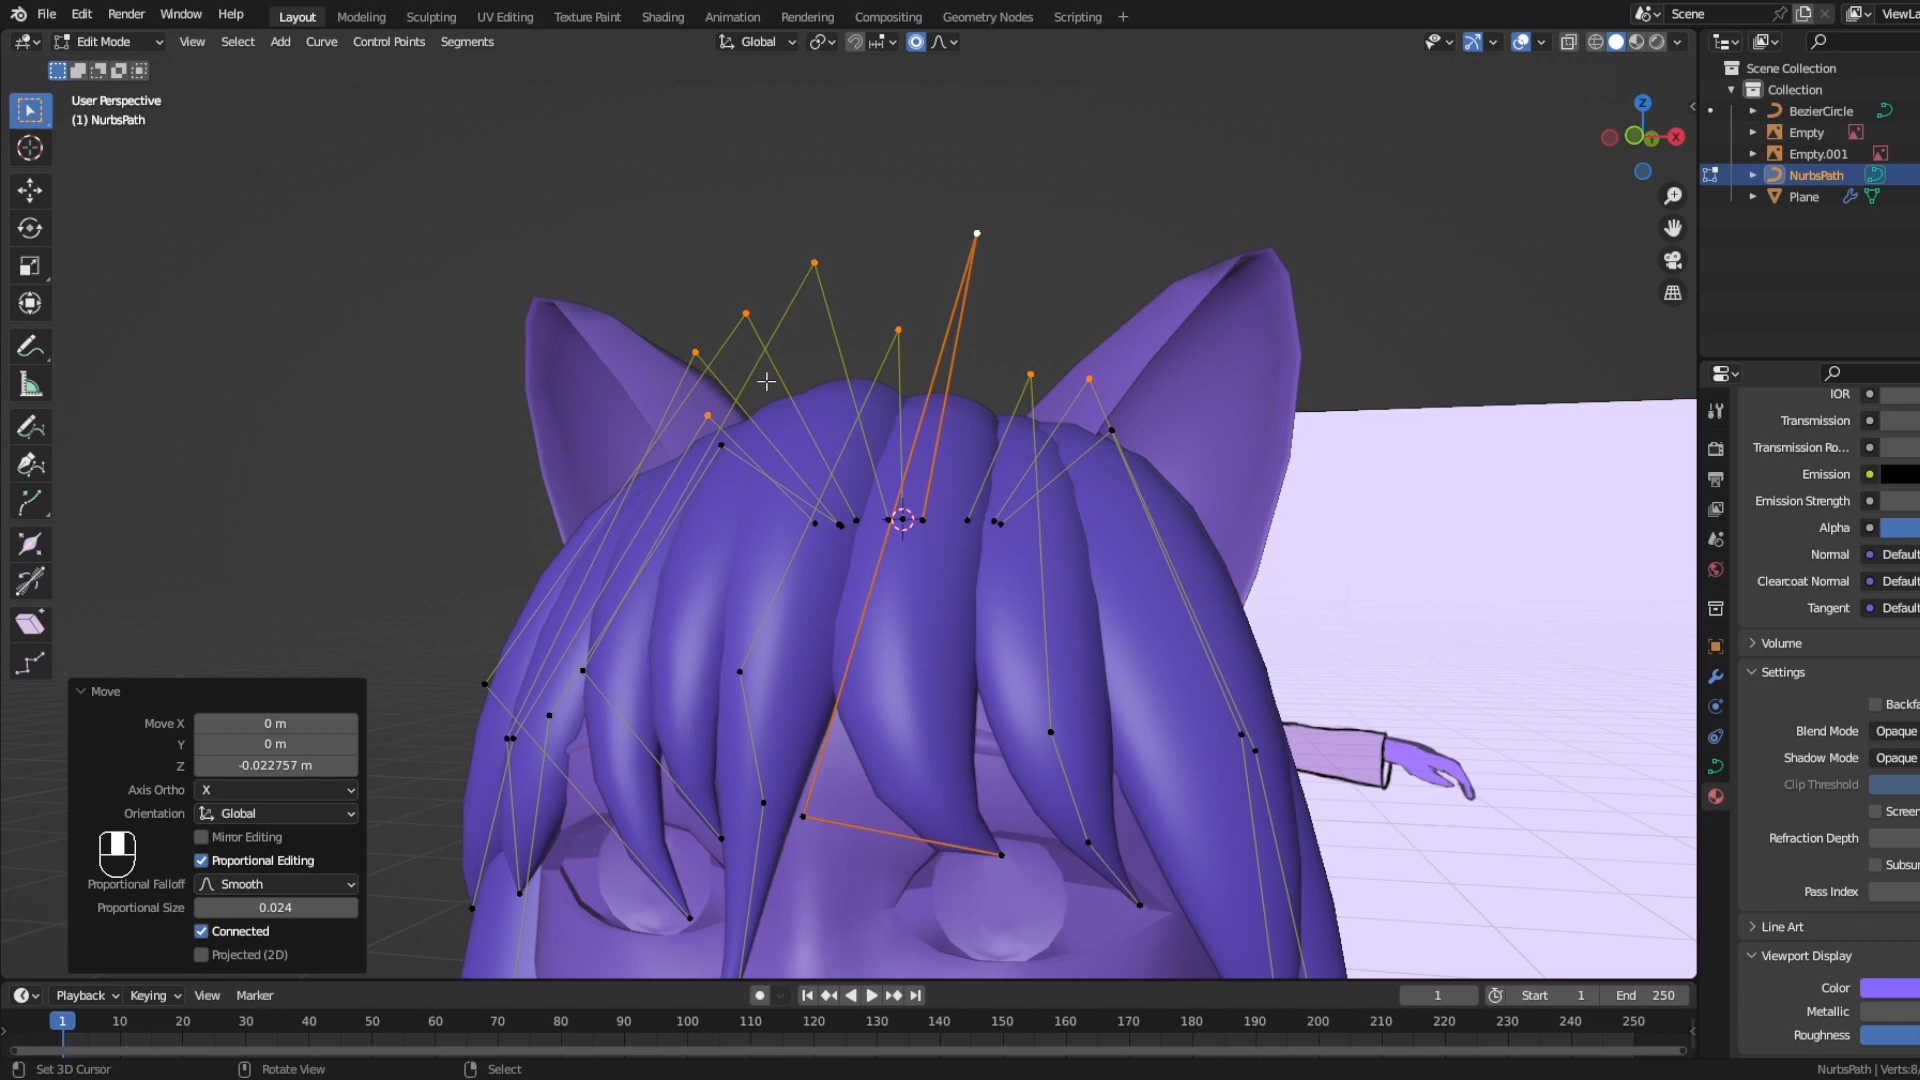 File Edit Render Window Help Layout Modeling Sculpting UV Editing Texture Paint Shading Animation Rendering Compositing Geometry Nodes Scripting + Scene ViewLa
Edit Mode View Select Add Curve Control Points Segments Global
User Perspective
(1) NurbsPath
Z
X
Scene Collection
Collection
BezierCircle
Empty
Empty.001
NurbsPath
Plane
IOR
Transmission
Transmission Ro...
Emission
Emission Strength
Alpha
Normal Default
Clearcoat Normal Default
Tangent Default
Volume
Settings
Backfa
Blend Mode Opaque
Shadow Mode Opaque
Clip Threshold
Screen
Refraction Depth
Subsu
Pass Index
Line Art
Viewport Display
Color
Metallic
Roughness
Move
Move X 0 m
Y 0 m
Z -0.022757 m
Axis Ortho X
Orientation Global
Mirror Editing
Proportional Editing
Proportional Falloff Smooth
Proportional Size 0.024
Connected
Projected (2D)
Playback Keying View Marker 1 Start 1 End 250
1 10 20 30 40 50 60 70 80 90 100 110 120 130 140 150 160 170 180 190 200 210 220 230 240 250
Set 3D Cursor Rotate View Select NurbsPath | Verts:8/